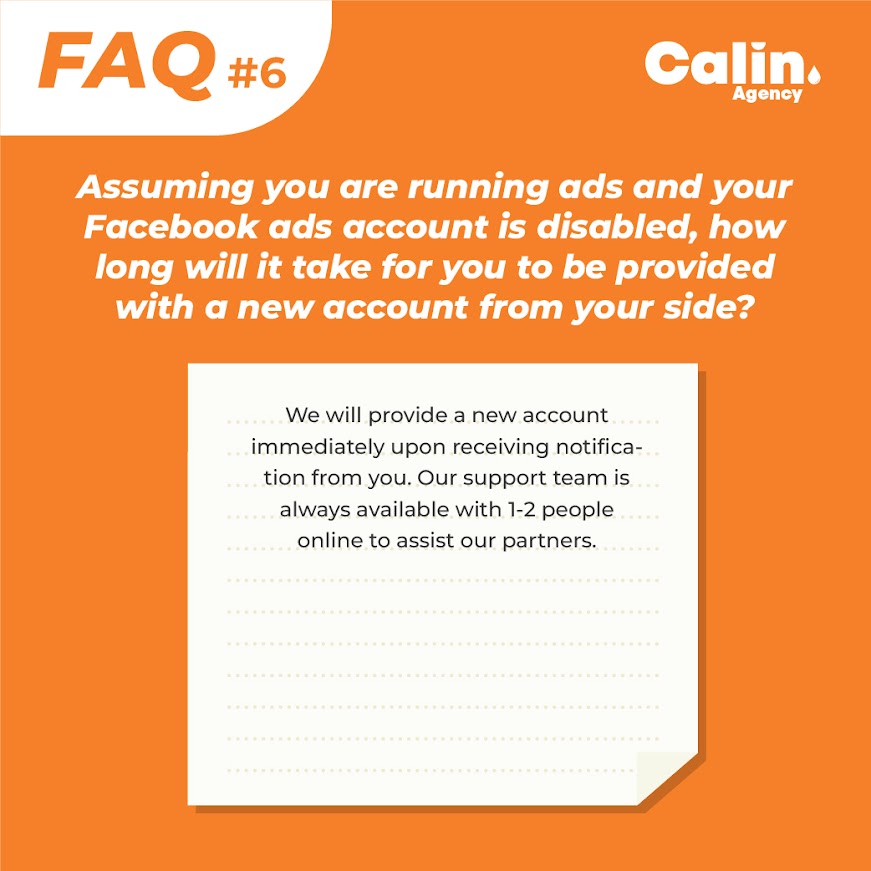 FAQ #6
Calin.
Agency
Assuming you are running ads and your
Facebook ads account is disabled, how
long will it take for you to be provided
with a new account from your side?
We will provide a new account
immediately upon receiving notifica-
tion from you. Our support team is
always available with 1-2 people
online to assist our partners.